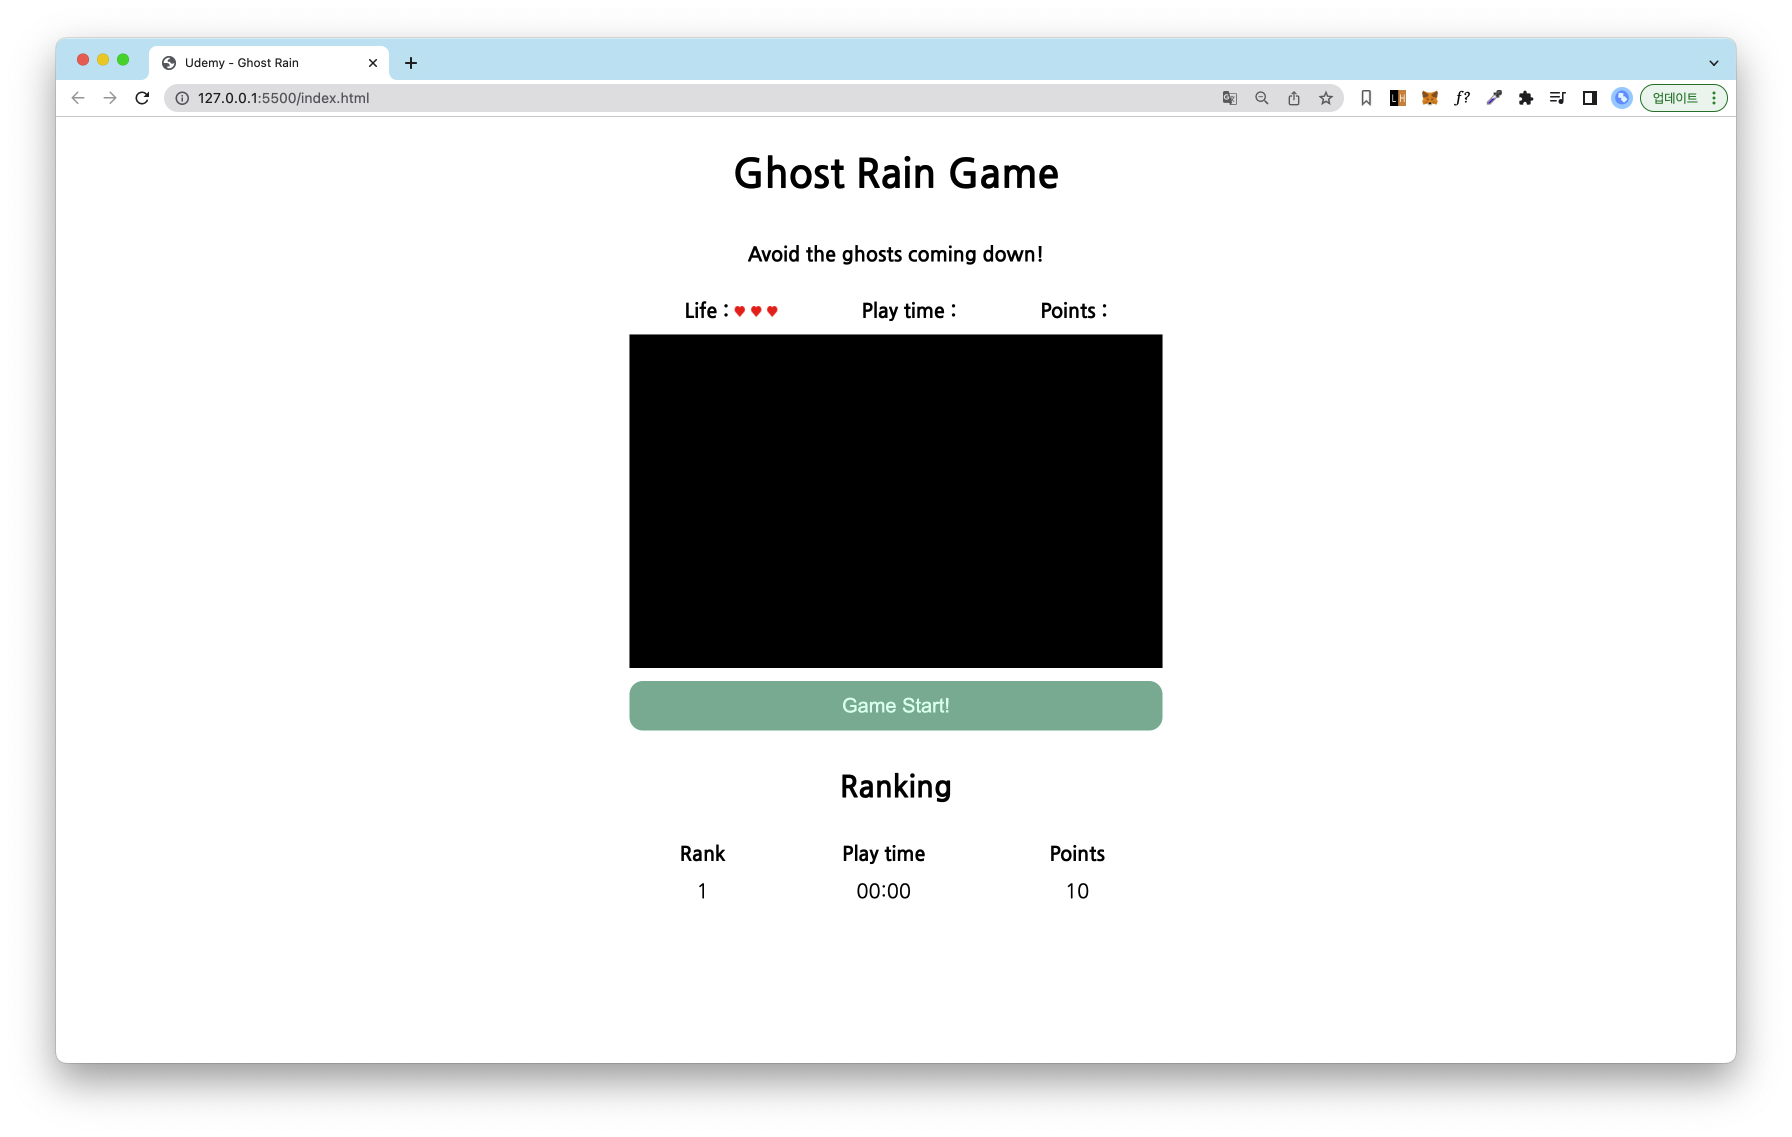 Udemy - Ghost Rain
127.0.0.1:5500/index.html
LH
f?
업데이트
Ghost Rain Game
Avoid the ghosts coming down!
Life : ♥ ♥ ♥ Play time : Points :
Game Start!
Ranking
Rank Play time Points
1 00:00 10